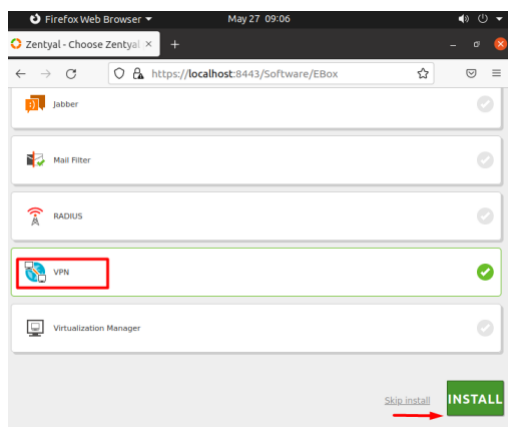 Firefox Web Browser May 27 09:06
Zentyal - Choose Zentyal
https://localhost:8443/Software/EBox
Jabber
Mail Filter
RADIUS
VPN
Virtualization Manager
Skip install INSTALL